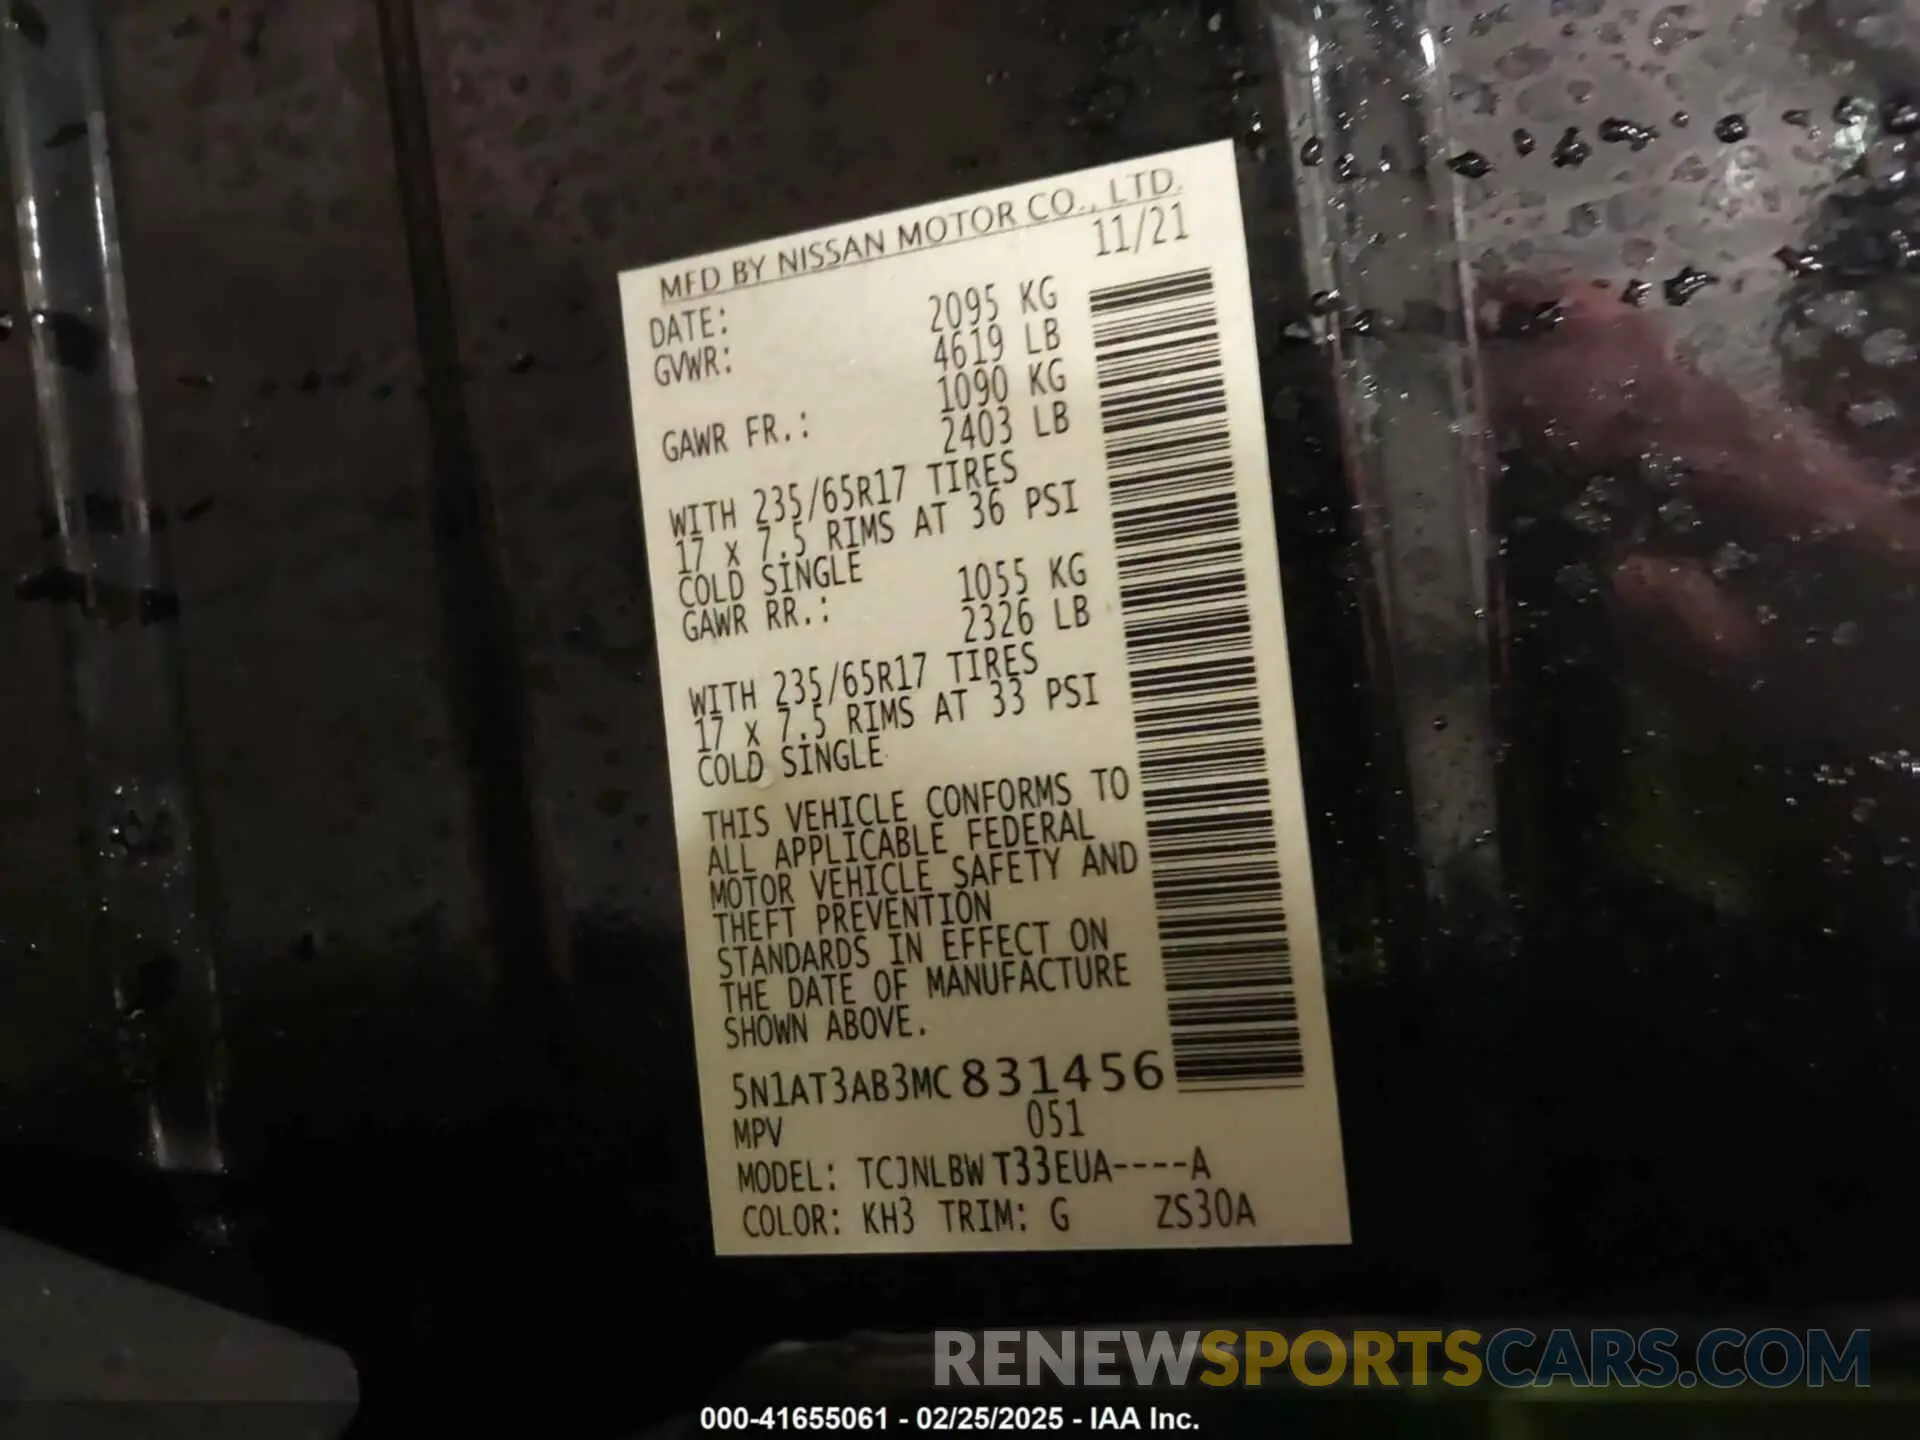 MFD BY NISSAN MOTOR CO., LTD.
DATE: 11/21
GVWR: 2095 KG
4619 LB
GAWR FR.: 1090 KG
2403 LB
WITH 235/65R17 TIRES
17 x 7.5 RIMS AT 36 PSI
COLD SINGLE
GAWR RR.: 1055 KG
2326 LB
WITH 235/65R17 TIRES
17 x 7.5 RIMS AT 33 PSI
COLD SINGLE
THIS VEHICLE CONFORMS TO
ALL APPLICABLE FEDERAL
MOTOR VEHICLE SAFETY AND
THEFT PREVENTION
STANDARDS IN EFFECT ON
THE DATE OF MANUFACTURE
SHOWN ABOVE.
5N1AT3AB3MC831456
MPV 051
MODEL: TCJNLBW T33EUA----A
COLOR: KH3 TRIM: G ZS30A
RENEWSPORTSCARS.COM
000-41655061 - 02/25/2025 - IAA Inc.